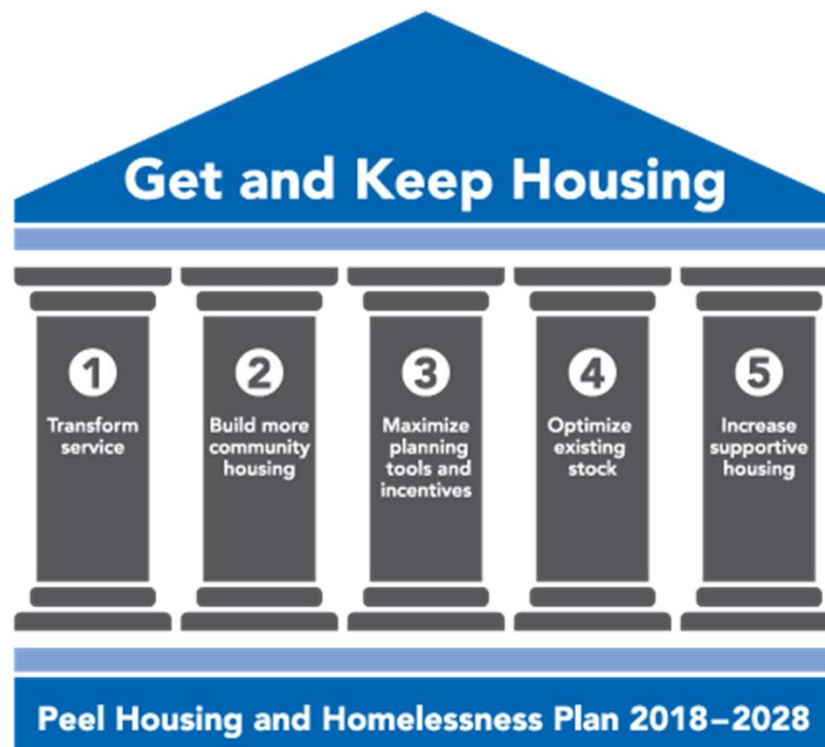 Get and Keep Housing
1
Transform
service
2
Build more
community
housing
3
Maximize
planning
tools and
incentives
4
Optimize
existing
stock
5
Increase
supportive
housing
Peel Housing and Homelessness Plan 2018–2028